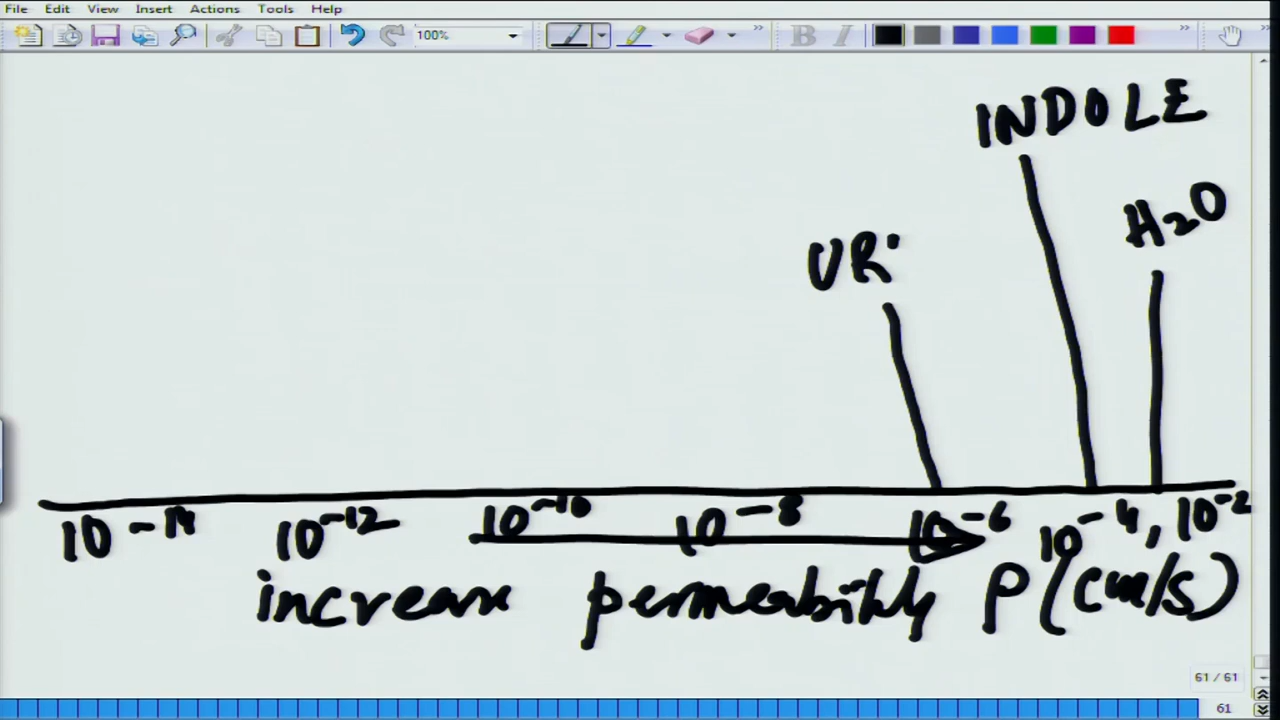 File Edit View Insert Actions Tools Help
100%
INDOLE
H2O
UR
10-14 10-12 10-10 10-8 10-6 10-4, 10-2
increase permeability P (cm/s)
61 / 61
61